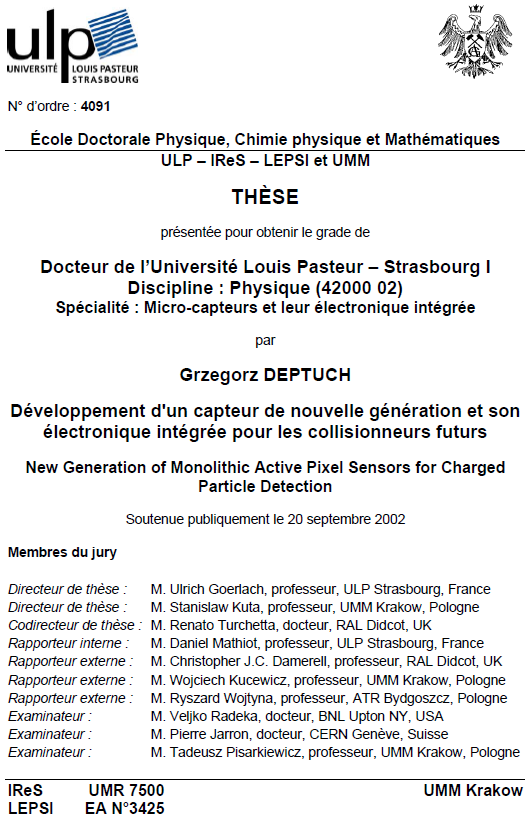 ulp
UNIVERSITÉ LOUIS PASTEUR
STRASBOURG
N° d'ordre : 4091
École Doctorale Physique, Chimie physique et Mathématiques
ULP – IReS – LEPSI et UMM
THÈSE
présentée pour obtenir le grade de
Docteur de l'Université Louis Pasteur – Strasbourg I
Discipline : Physique (42000 02)
Spécialité : Micro-capteurs et leur électronique intégrée
par
Grzegorz DEPTUCH
Développement d'un capteur de nouvelle génération et son
électronique intégrée pour les collisionneurs futurs
New Generation of Monolithic Active Pixel Sensors for Charged
Particle Detection
Soutenue publiquement le 20 septembre 2002
Membres du jury
Directeur de thèse : M. Ulrich Goerlach, professeur, ULP Strasbourg, France
Directeur de thèse : M. Stanislaw Kuta, professeur, UMM Krakow, Pologne
Codirecteur de thèse : M. Renato Turchetta, docteur, RAL Didcot, UK
Rapporteur interne : M. Daniel Mathiot, professeur, ULP Strasbourg, France
Rapporteur externe : M. Christopher J.C. Damerell, professeur, RAL Didcot, UK
Rapporteur externe : M. Wojciech Kucewicz, professeur, UMM Krakow, Pologne
Rapporteur externe : M. Ryszard Wojtyna, professeur, ATR Bydgoszcz, Pologne
Examinateur : M. Veljko Radeka, docteur, BNL Upton NY, USA
Examinateur : M. Pierre Jarron, docteur, CERN Genève, Suisse
Examinateur : M. Tadeusz Pisarkiewicz, professeur, UMM Krakow, Pologne
IReS UMR 7500 UMM Krakow
LEPSI EA N°3425